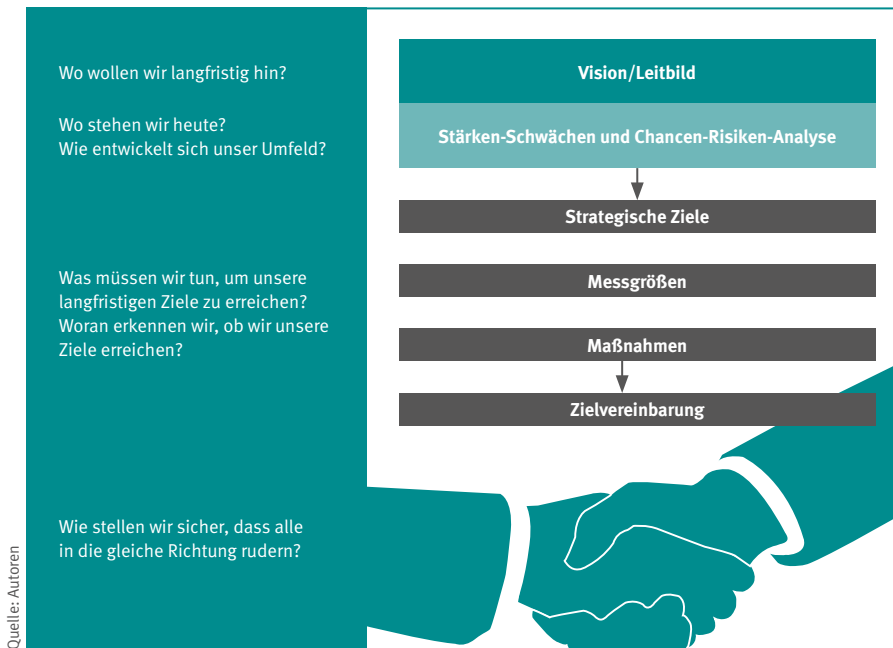 Wo wollen wir langfristig hin?
Vision/Leitbild
Wo stehen wir heute?
Wie entwickelt sich unser Umfeld?
Stärken-Schwächen und Chancen-Risiken-Analyse
Strategische Ziele
Was müssen wir tun, um unsere
langfristigen Ziele zu erreichen?
Woran erkennen wir, ob wir unsere
Ziele erreichen?
Messgrößen
Maßnahmen
Zielvereinbarung
Wie stellen wir sicher, dass alle
in die gleiche Richtung rudern?
Quelle: Autoren